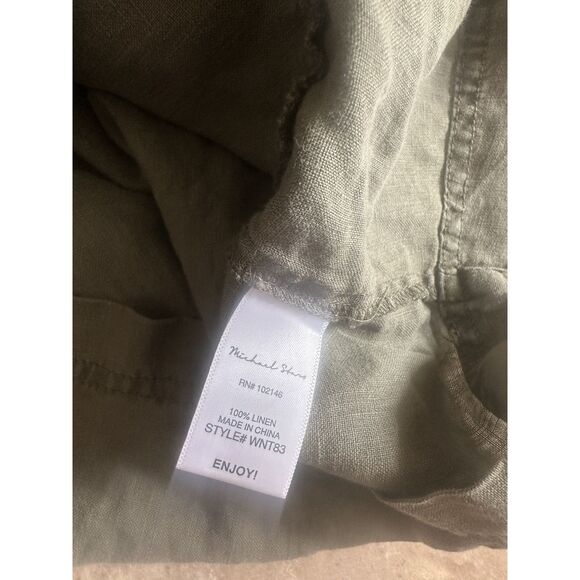 Michael Stars
RN# 102146
100% LINEN
MADE IN CHINA
STYLE# WNT83
ENJOY!